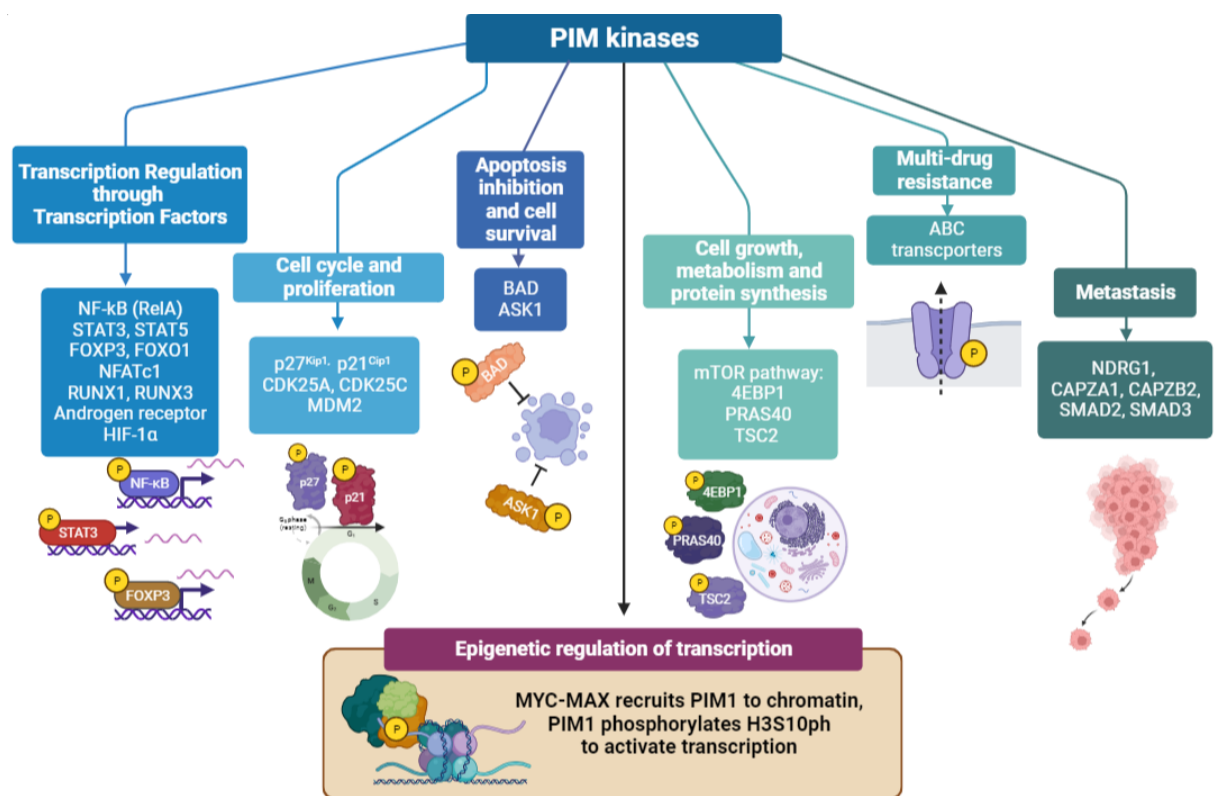 PIM kinases
Transcription Regulation
through
Transcription Factors
NF-kB (RelA)
STAT3, STAT5
FOXP3, FOXO1
NFATc1
RUNX1, RUNX3
Androgen receptor
HIF-1α
P
NF-κB
P
STAT3
P
FOXP3
Cell cycle and
proliferation
p27Kip1, p21Cip1
CDK25A, CDK25C
MDM2
P
p27
P
p21
G₀ phase
(resting)
G₁
M
G₂
S
Apoptosis
inhibition
and cell
survival
BAD
ASK1
P
BAD
ASK1
P
Cell growth,
metabolism and
protein synthesis
mTOR pathway:
4EBP1
PRAS40
TSC2
P
4EBP1
P
PRAS40
P
TSC2
Multi-drug
resistance
ABC
transcporters
P
Metastasis
NDRG1,
CAPZA1, CAPZB2,
SMAD2, SMAD3
Epigenetic regulation of transcription
P
MYC-MAX recruits PIM1 to chromatin,
PIM1 phosphorylates H3S10ph
to activate transcription